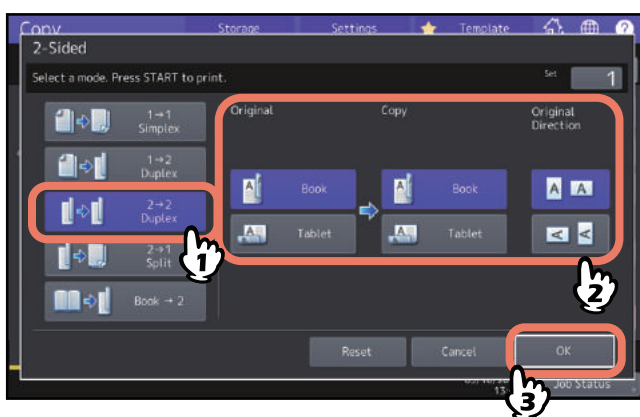 Copy Storage Settings Template ?
2-Sided
Select a mode. Press START to print. Set 1
Original Copy Original
Direction
1→1
Simplex
1→2
Duplex
2→2
Duplex
2→1
Split
Book → 2
A Book A Book A A
A Tablet A Tablet A A
1
2
Reset Cancel OK
3
Job Status